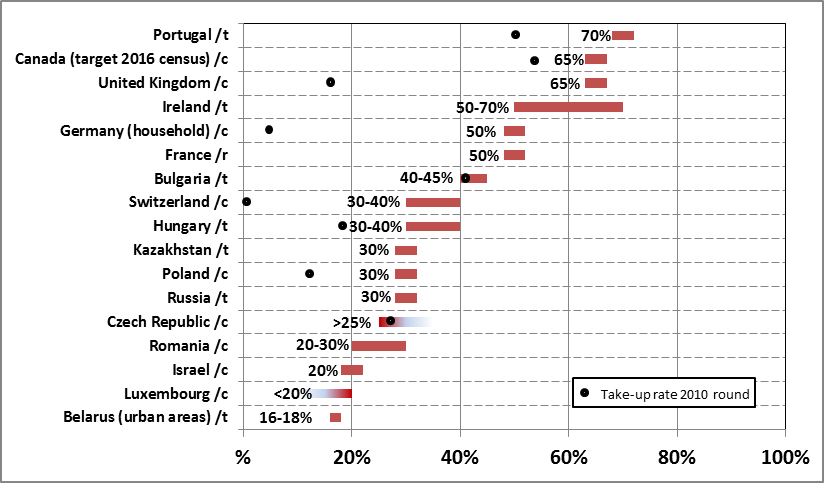 Portugal /t 70%
Canada (target 2016 census) /c 65%
United Kingdom /c 65%
Ireland /t 50-70%
Germany (household) /c 50%
France /r 50%
Bulgaria /t 40-45%
Switzerland /c 30-40%
Hungary /t 30-40%
Kazakhstan /t 30%
Poland /c 30%
Russia /t 30%
Czech Republic /c >25%
Romania /c 20-30%
Israel /c 20%
Luxembourg /c <20%
Take-up rate 2010 round
Belarus (urban areas) /t 16-18%
% 20% 40% 60% 80% 100%